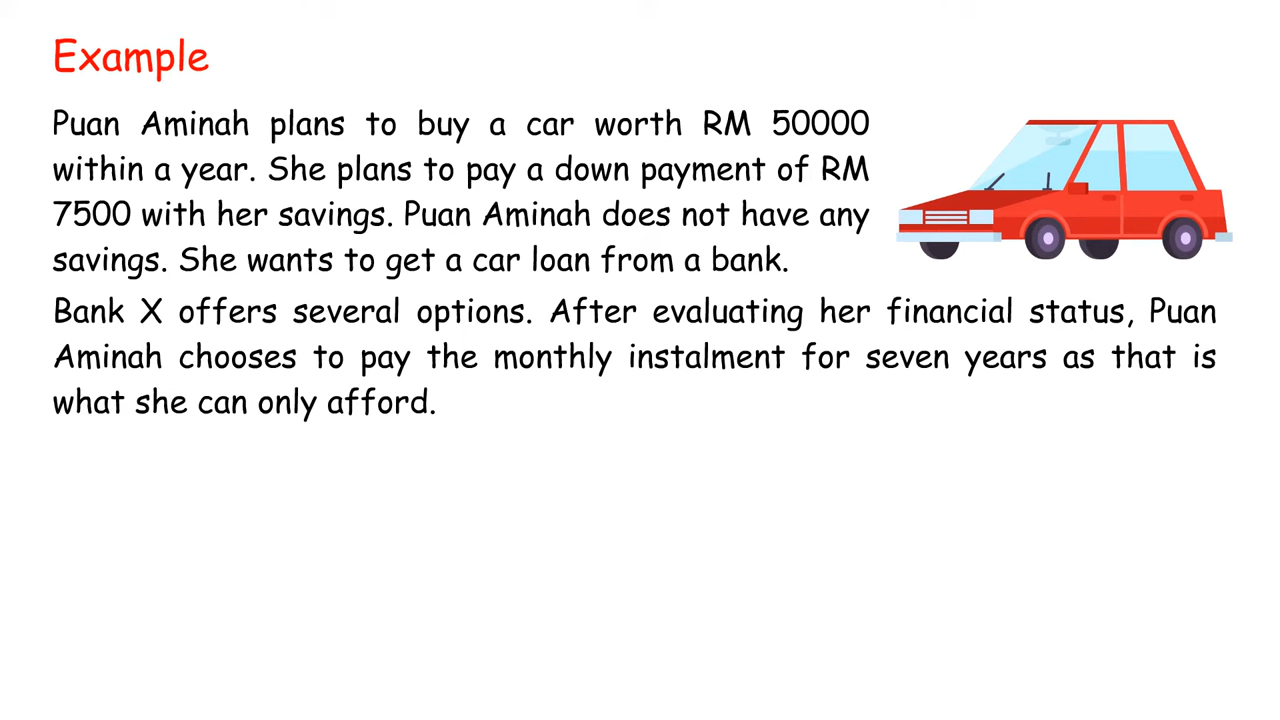 Example
Puan Aminah plans to buy a car worth RM 50000
within a year. She plans to pay a down payment of RM
7500 with her savings. Puan Aminah does not have any
savings. She wants to get a car loan from a bank.
Bank X offers several options. After evaluating her financial status, Puan
Aminah chooses to pay the monthly instalment for seven years as that is
what she can only afford.